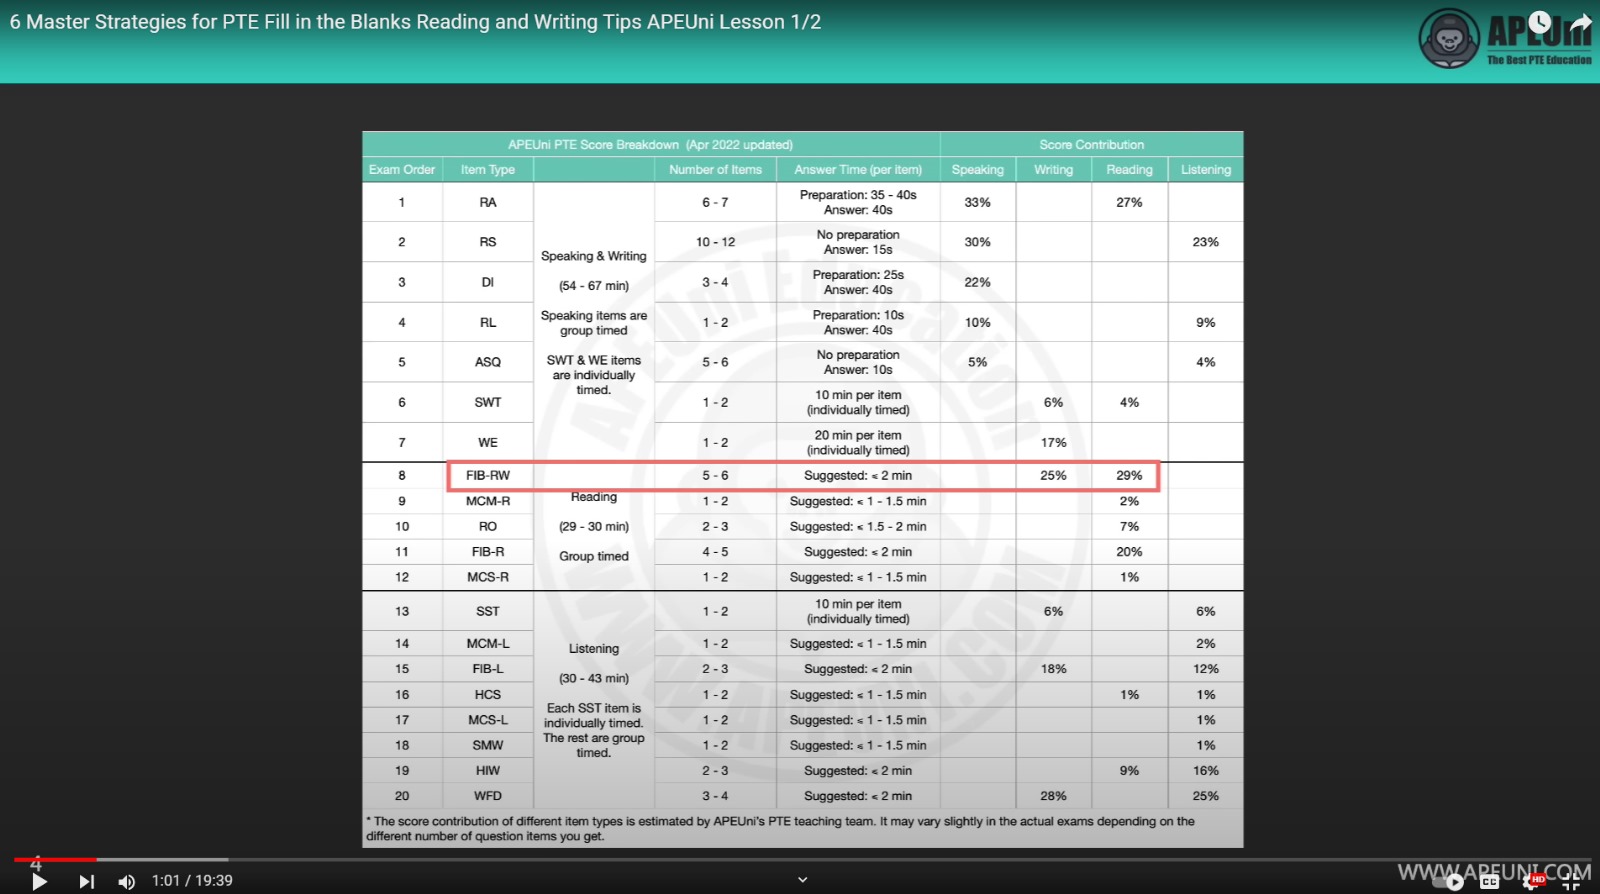 6 Master Strategies for PTE Fill in the Blanks Reading and Writing Tips APEUni Lesson 1/2
APEUni
The Best PTE Education
APEUni PTE Score Breakdown (Apr 2022 updated) Score Contribution
Exam Order Item Type Number of Items Answer Time (per item) Speaking Writing Reading Listening
1 RA 6 - 7 Preparation: 35 - 40s Answer: 40s 33% 27%
2 RS 10 - 12 No preparation Answer: 15s 30% 23%
3 DI 3 - 4 Preparation: 25s Answer: 40s 22%
4 RL 1 - 2 Preparation: 10s Answer: 40s 10% 9%
5 ASQ 5 - 6 No preparation Answer: 10s 5% 4%
6 SWT 1 - 2 10 min per item (individually timed) 6% 4%
7 WE 1 - 2 20 min per item (individually timed) 17%
Speaking & Writing
(54 - 67 min)
Speaking items are
group timed
SWT & WE items
are individually
timed.
8 FIB-RW 5 - 6 Suggested: ≤ 2 min 25% 29%
9 MCM-R 1 - 2 Suggested: ≤ 1 - 1.5 min 2%
10 RO 2 - 3 Suggested: ≤ 1.5 - 2 min 7%
11 FIB-R 4 - 5 Suggested: ≤ 2 min 20%
12 MCS-R 1 - 2 Suggested: ≤ 1 - 1.5 min 1%
Reading
(29 - 30 min)
Group timed
13 SST 1 - 2 10 min per item (individually timed) 6% 6%
14 MCM-L 1 - 2 Suggested: ≤ 1 - 1.5 min 2%
15 FIB-L 2 - 3 Suggested: ≤ 2 min 18% 12%
16 HCS 1 - 2 Suggested: ≤ 1 - 1.5 min 1% 1%
17 MCS-L 1 - 2 Suggested: ≤ 1 - 1.5 min 1%
18 SMW 1 - 2 Suggested: ≤ 1 - 1.5 min 1%
19 HIW 2 - 3 Suggested: ≤ 2 min 9% 16%
20 WFD 3 - 4 Suggested: ≤ 2 min 28% 25%
Listening
(30 - 43 min)
Each SST item is
individually timed.
The rest are group
timed.
APEUni Education
WWW.APEUNI.COM
* The score contribution of different item types is estimated by APEUni's PTE teaching team. It may vary slightly in the actual exams depending on the
different number of question items you get.
4
WWW.APEUNI.COM
1:01 / 19:39
CC
HD